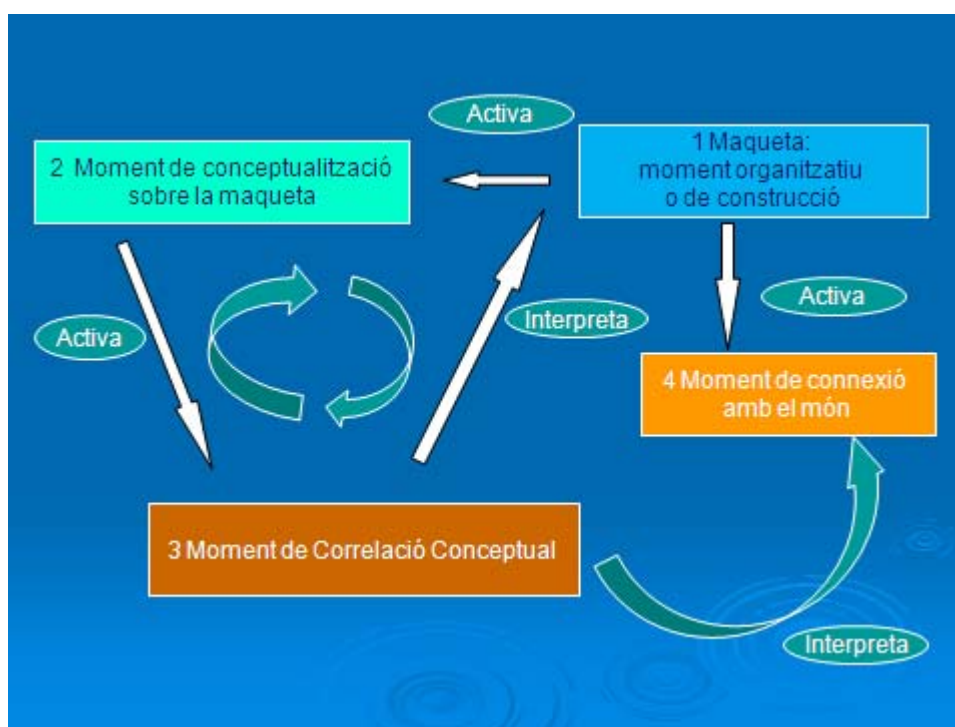 Activa
1 Maqueta:
moment organitzatiu
o de construcció
2 Moment de conceptualització
sobre la maqueta
Activa
Interpreta
Activa
4 Moment de connexió
amb el món
3 Moment de Correlació Conceptual
Interpreta